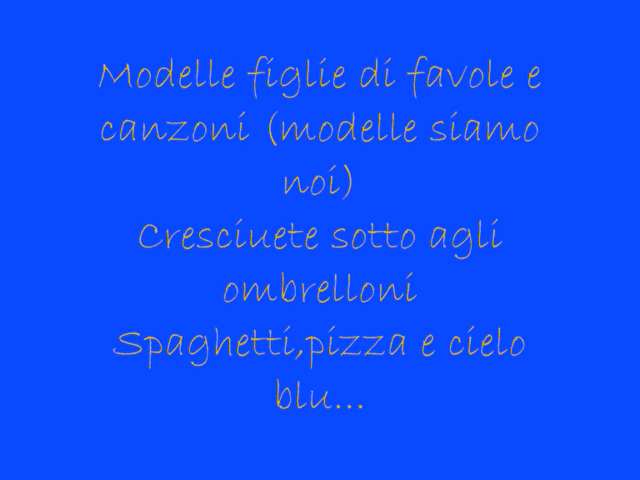 Modelle figlie di favole e
canzoni (modelle siamo
noi)
Cresciuete sotto agli
ombrelloni
Spaghetti,pizza e cielo
blu...